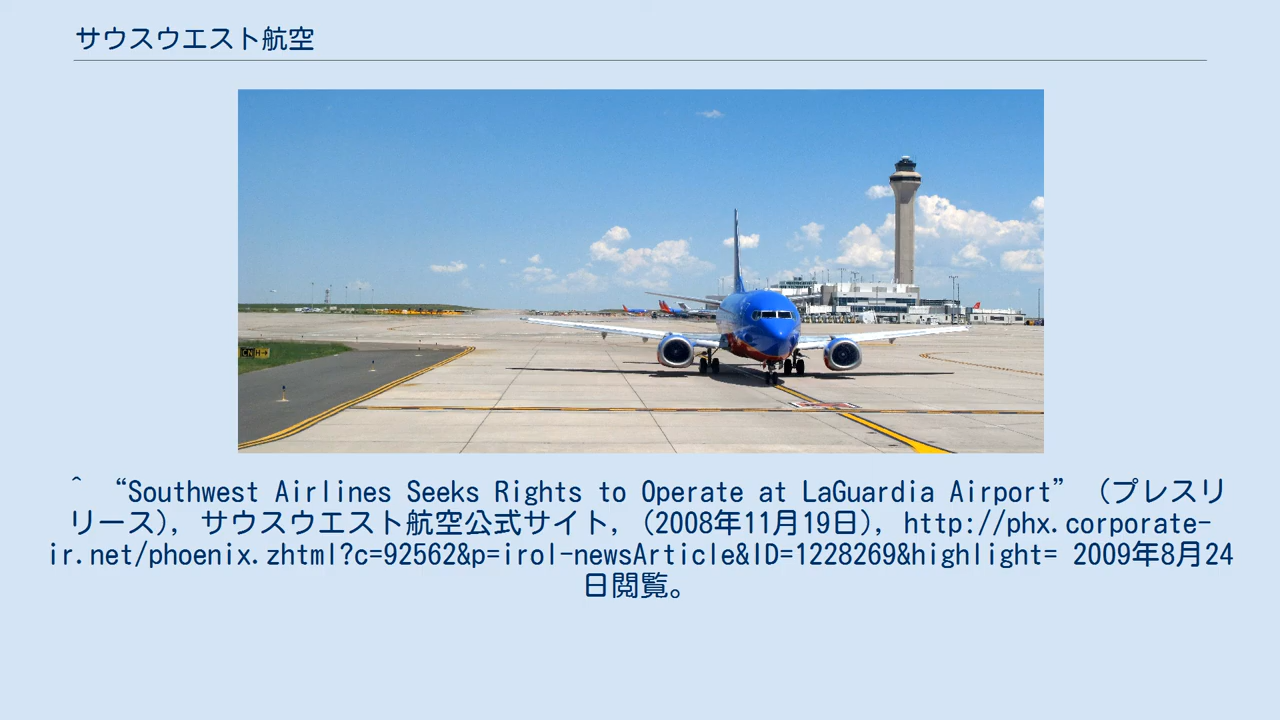 サウスウエスト航空
^ “Southwest Airlines Seeks Rights to Operate at LaGuardia Airport” (プレスリ
リース), サウスウエスト航空公式サイト, (2008年11月19日), http://phx.corporate-
ir.net/phoenix.zhtml?c=92562&p=irol-newsArticle&ID=1228269&highlight= 2009年8月24
日閲覧。